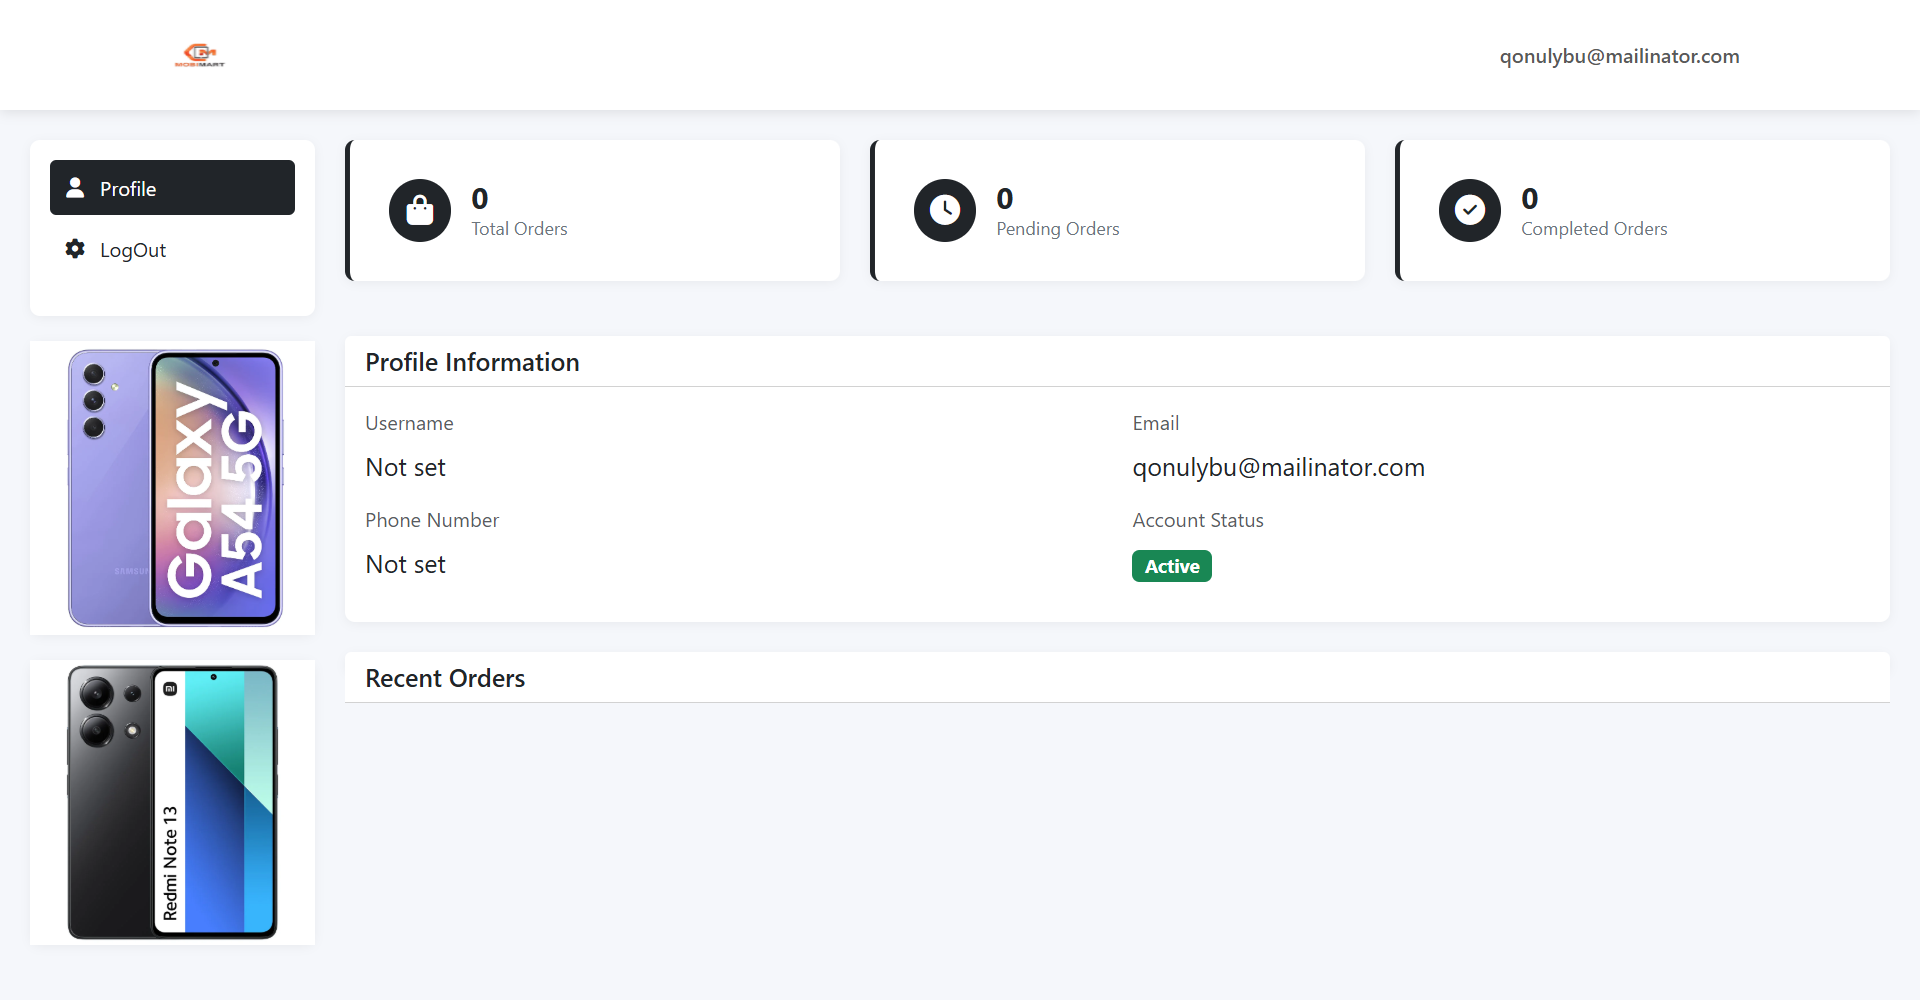 MOBIMART
qonulybu@mailinator.com
Profile
LogOut
0
Total Orders
0
Pending Orders
0
Completed Orders
Profile Information
Username
Not set
Email
qonulybu@mailinator.com
Phone Number
Not set
Account Status
Active
Recent Orders
Galaxy
A54 5G
SAMSUNG
Redmi Note 13